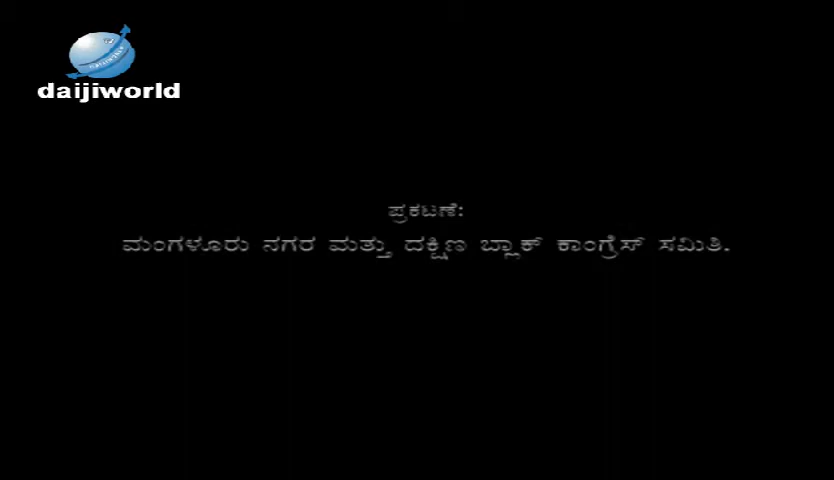 daijiworld
ಪ್ರಕಟಣೆ:
ಮಂಗಳೂರು ನಗರ ಮತ್ತು ದಕ್ಷಿಣ ಬ್ಲಾಕ್ ಕಾಂಗ್ರೆಸ್ ಸಮಿತಿ.